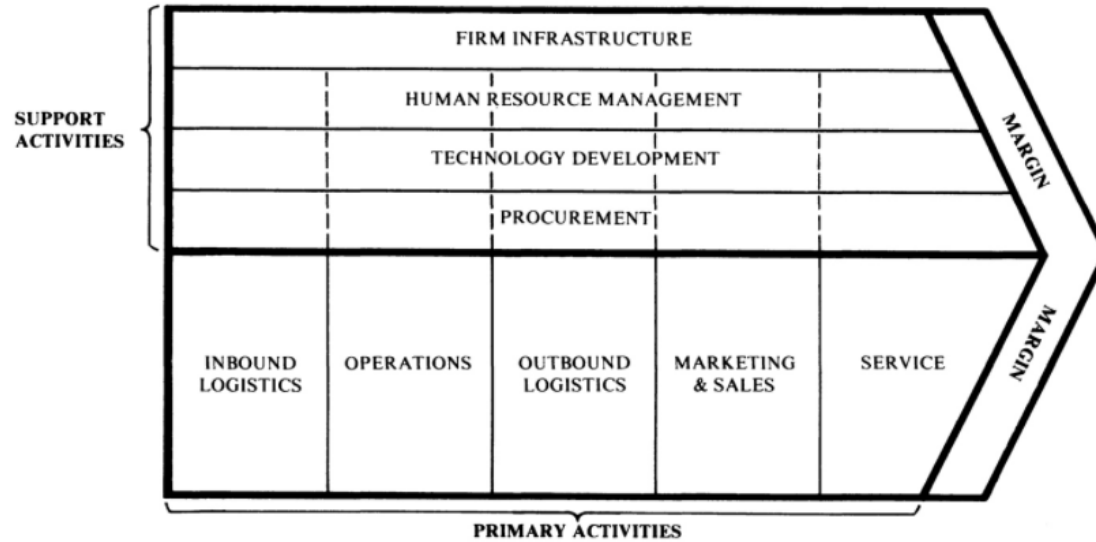 FIRM INFRASTRUCTURE
HUMAN RESOURCE MANAGEMENT
SUPPORT
ACTIVITIES
TECHNOLOGY DEVELOPMENT
PROCUREMENT
MARGIN
INBOUND
LOGISTICS
OPERATIONS
OUTBOUND
LOGISTICS
MARKETING
& SALES
SERVICE
MARGIN
PRIMARY ACTIVITIES